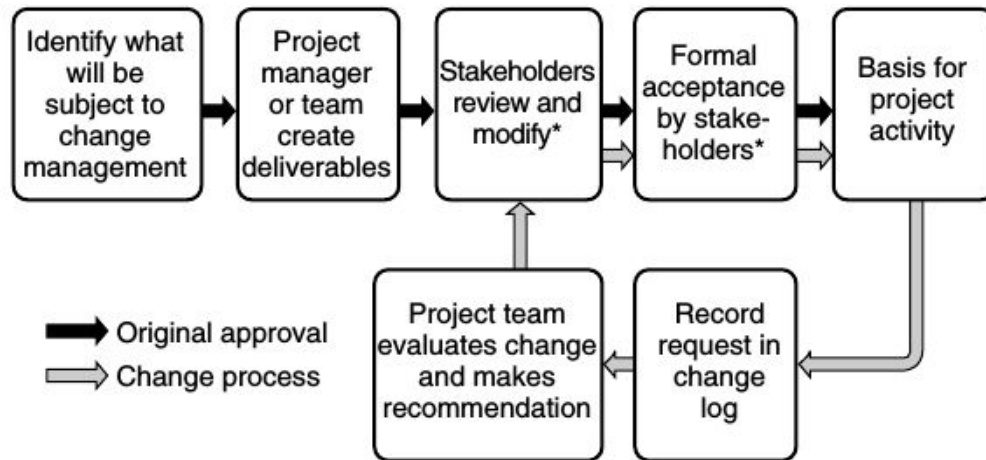 Identify what
will be
subject to
change
management
Project
manager
or team
create
deliverables
Stakeholders
review and
modify*
Formal
acceptance
by stake-
holders*
Basis for
project
activity
Project team
evaluates change
and makes
recommendation
Record
request in
change
log
Original approval
Change process